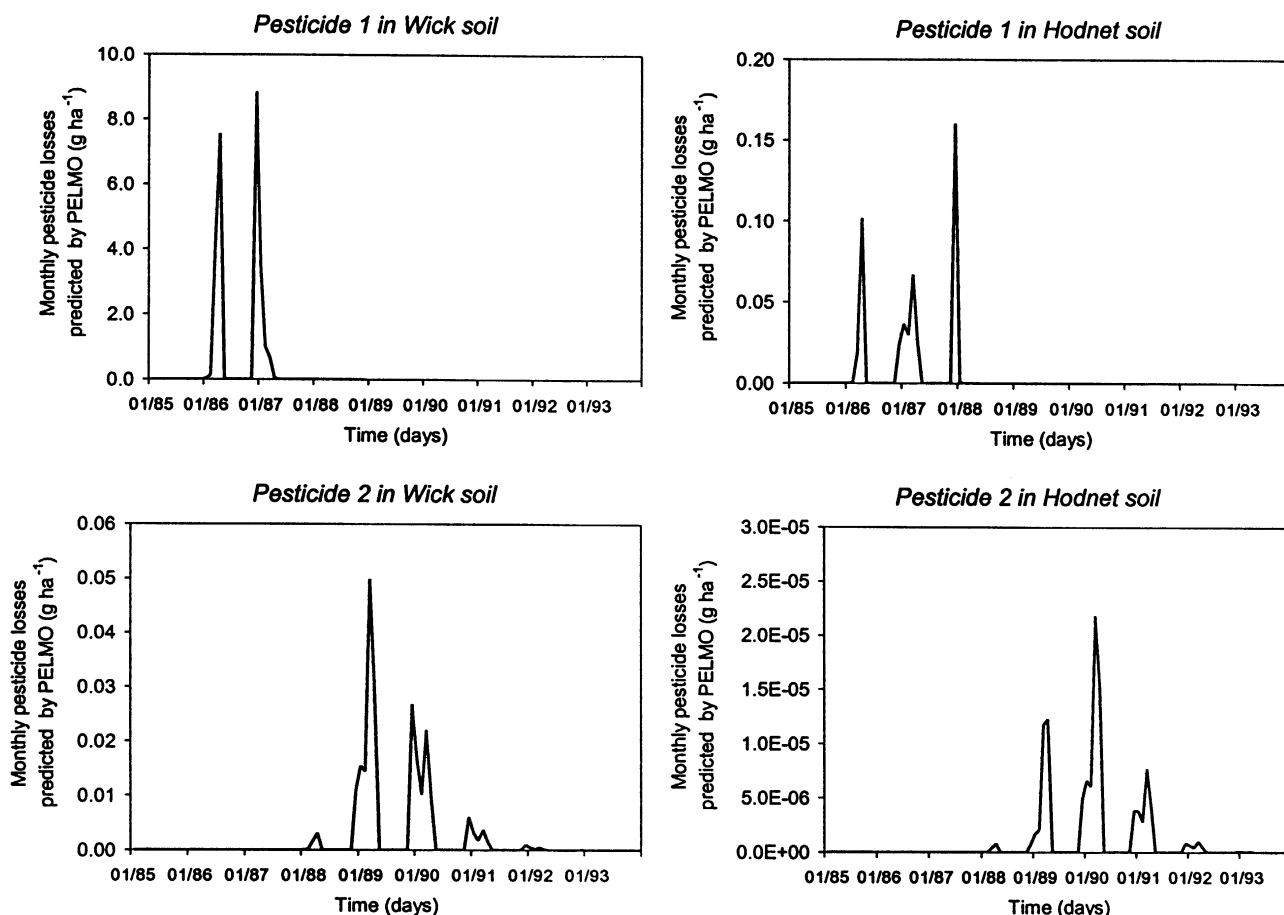 Pesticide 1 in Wick soil
Monthly pesticide losses
predicted by PELMO (g ha⁻¹)
10.0
8.0
6.0
4.0
2.0
0.0
01/85 01/86 01/87 01/88 01/89 01/90 01/91 01/92 01/93
Time (days)
Pesticide 1 in Hodnet soil
Monthly pesticide losses
predicted by PELMO (g ha⁻¹)
0.20
0.15
0.10
0.05
0.00
01/85 01/86 01/87 01/88 01/89 01/90 01/91 01/92 01/93
Time (days)
Pesticide 2 in Wick soil
Monthly pesticide losses
predicted by PELMO (g ha⁻¹)
0.06
0.05
0.04
0.03
0.02
0.01
0.00
01/85 01/86 01/87 01/88 01/89 01/90 01/91 01/92 01/93
Time (days)
Pesticide 2 in Hodnet soil
Monthly pesticide losses
predicted by PELMO (g ha⁻¹)
3.0E-05
2.5E-05
2.0E-05
1.5E-05
1.0E-05
5.0E-06
0.0E+00
01/85 01/86 01/87 01/88 01/89 01/90 01/91 01/92 01/93
Time (days)